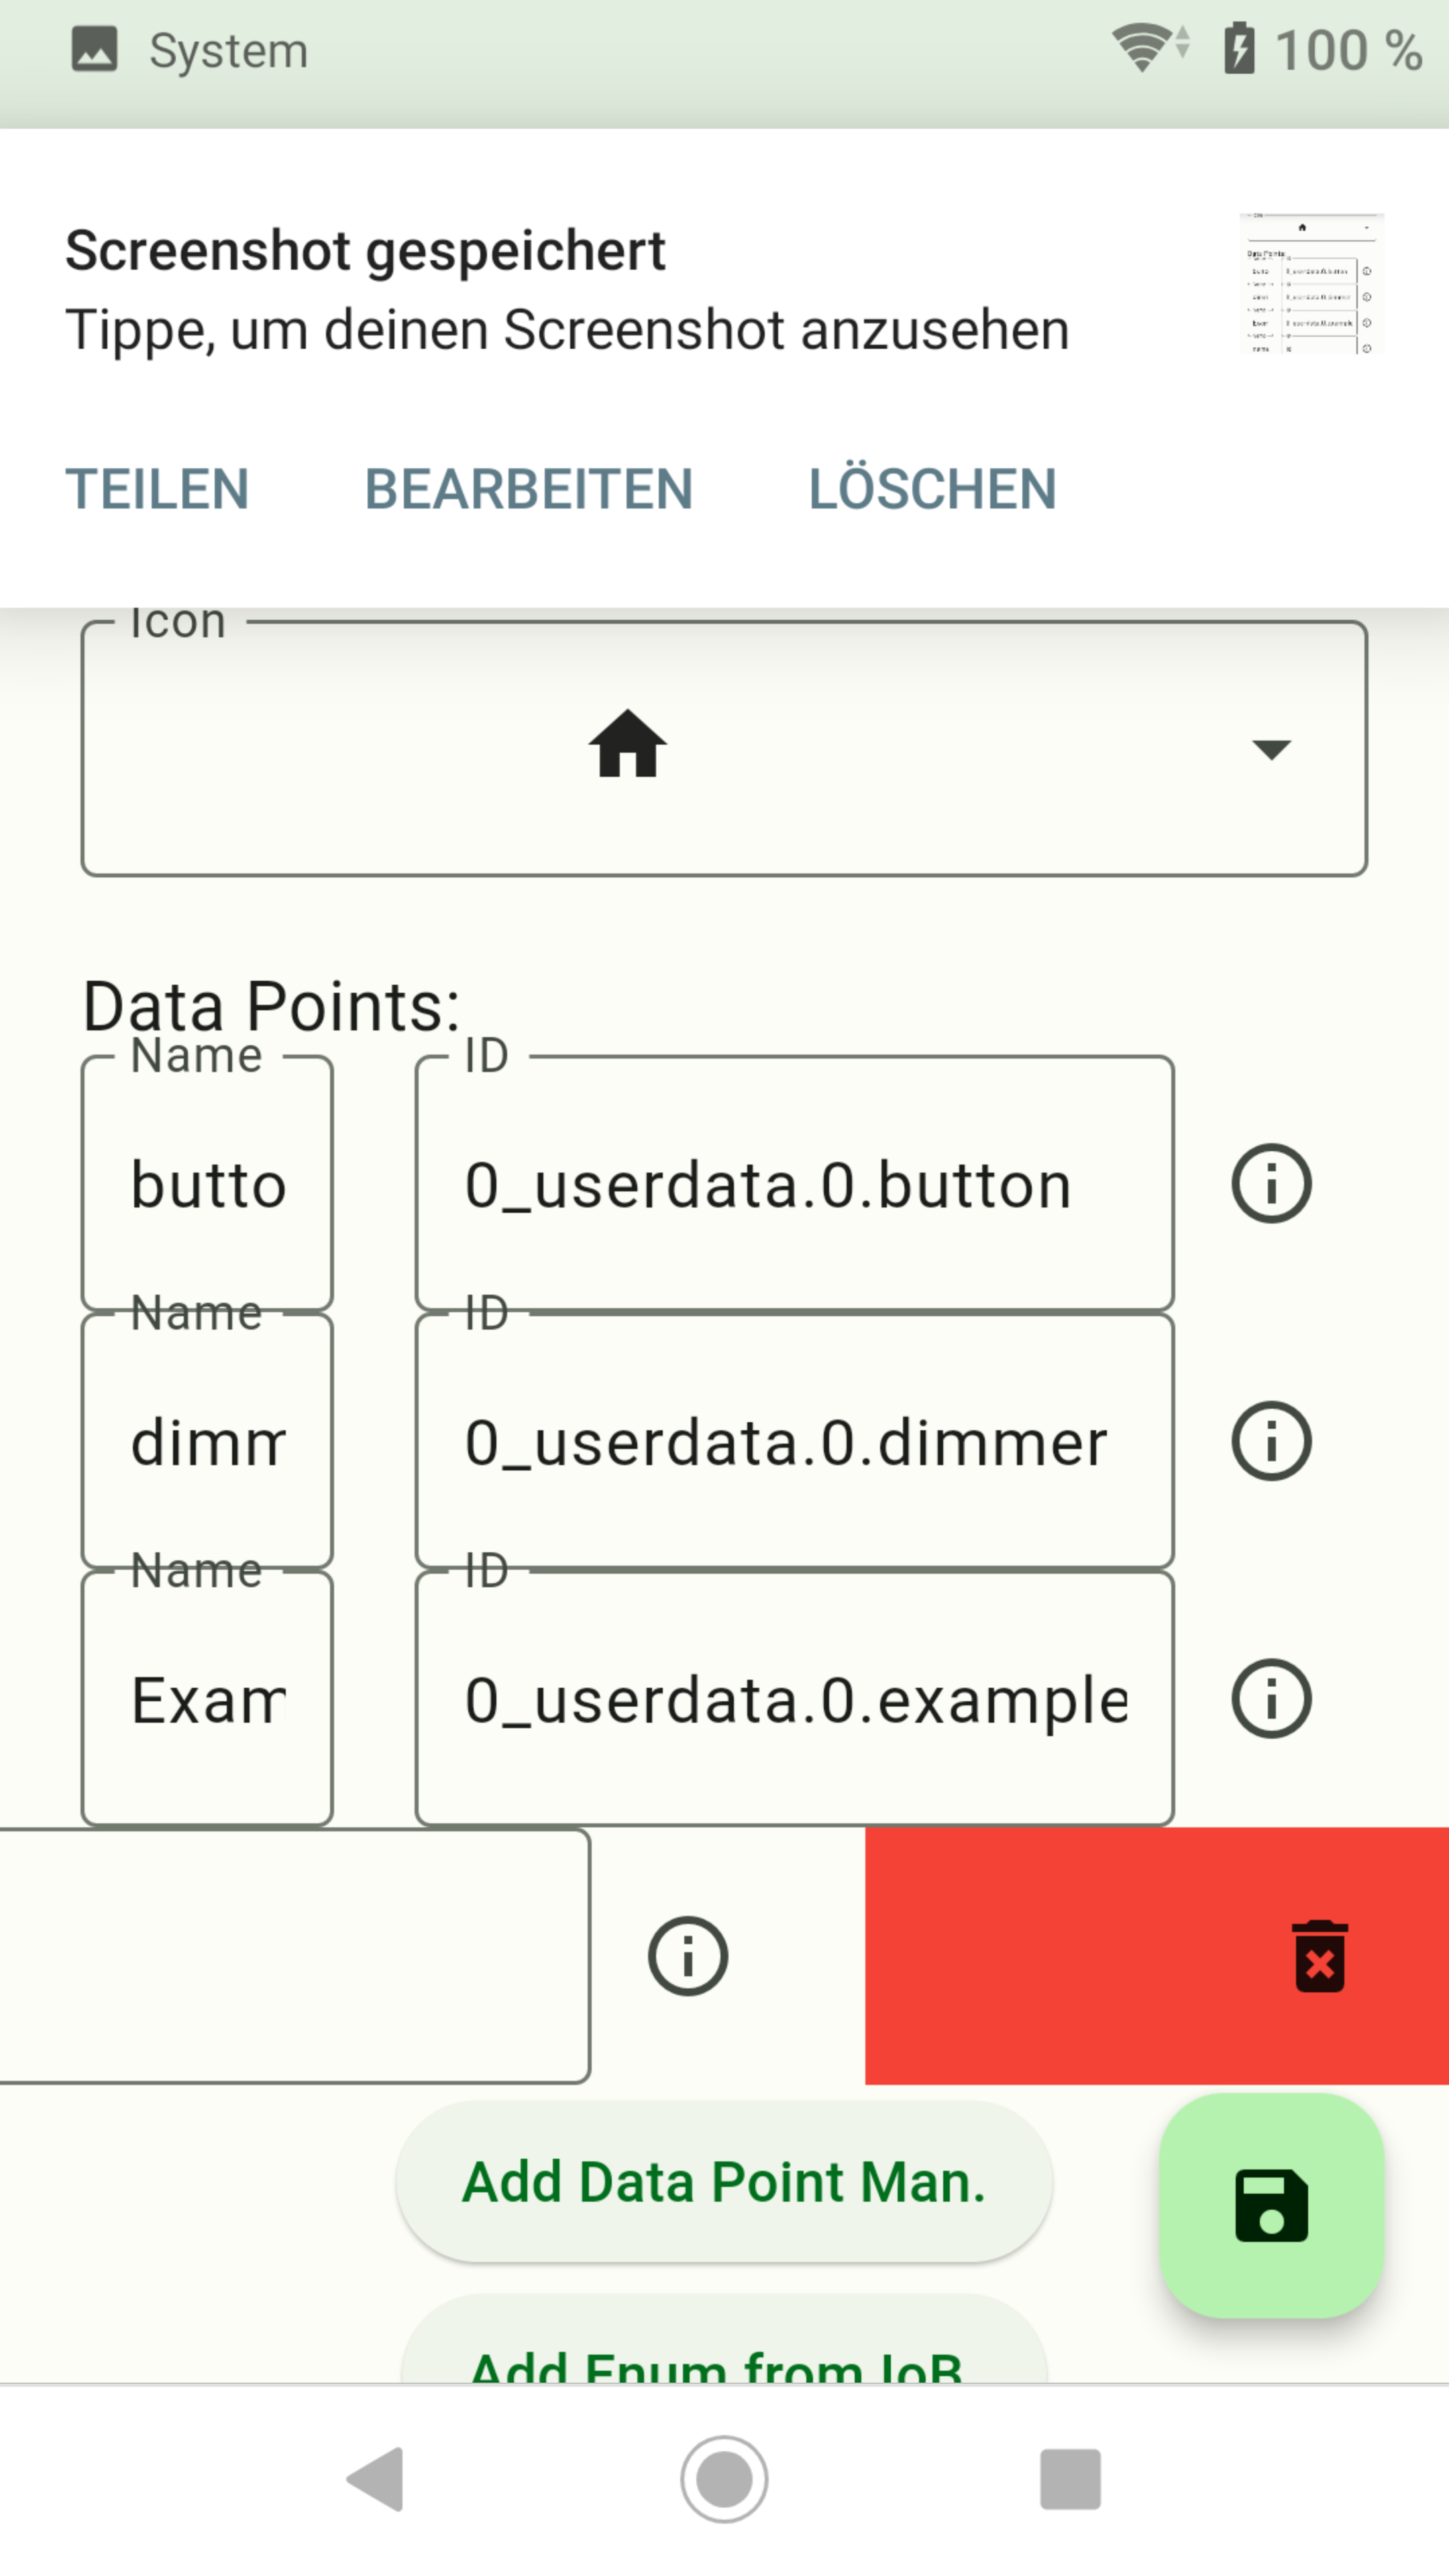 System 100 %
Screenshot gespeichert
Tippe, um deinen Screenshot anzusehen
TEILEN BEARBEITEN LÖSCHEN
Icon
Data Points:
Name ID
butto 0_userdata.0.button
Name ID
dimm 0_userdata.0.dimmer
Name ID
Exam 0_userdata.0.example
Add Data Point Man.
Add Enum from IoB